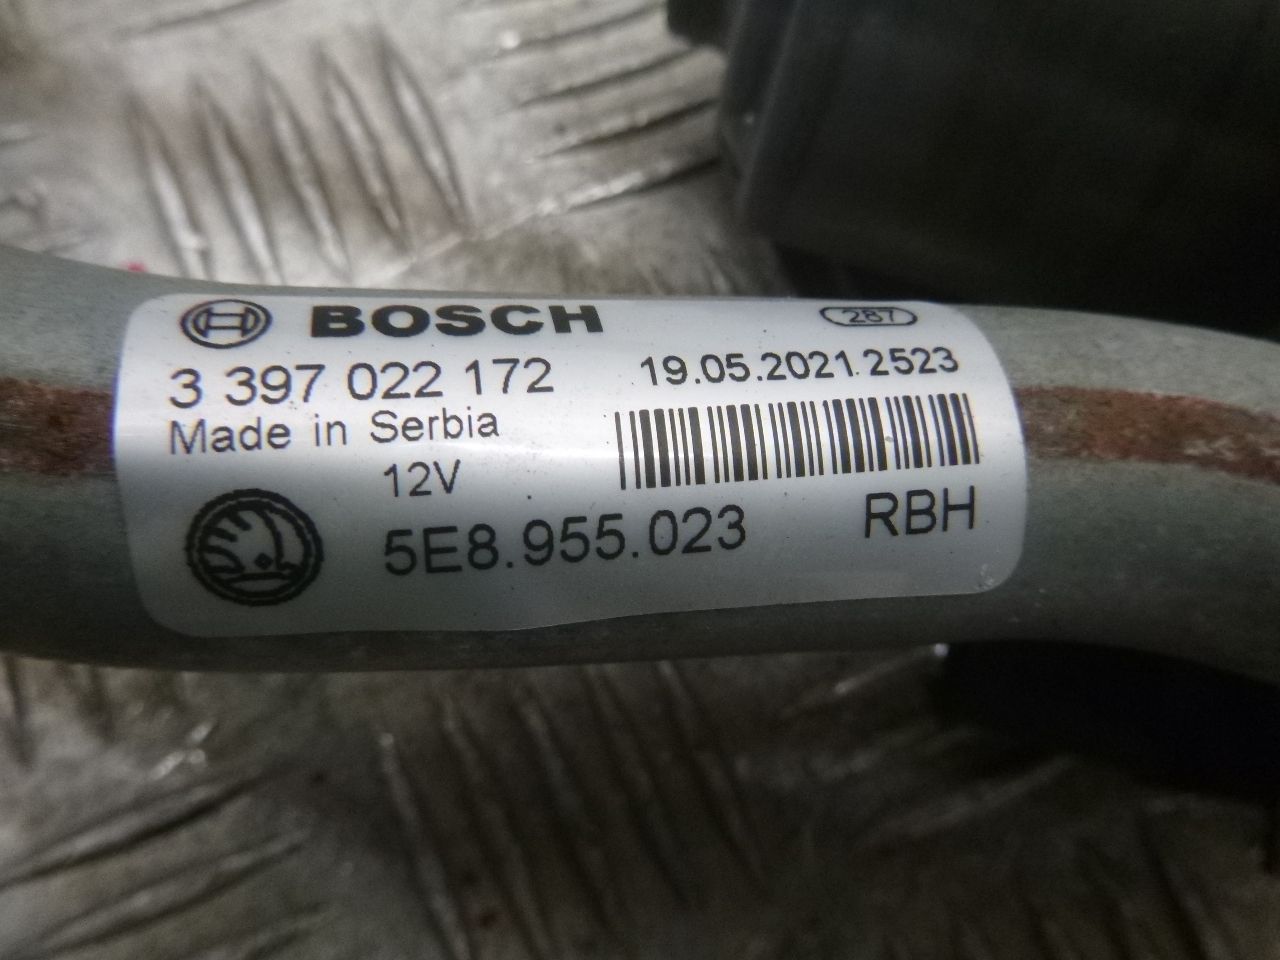 BOSCH 287
3 397 022 172 19.05.2021 2523
Made in Serbia
12V
5E8.955.023 RBH